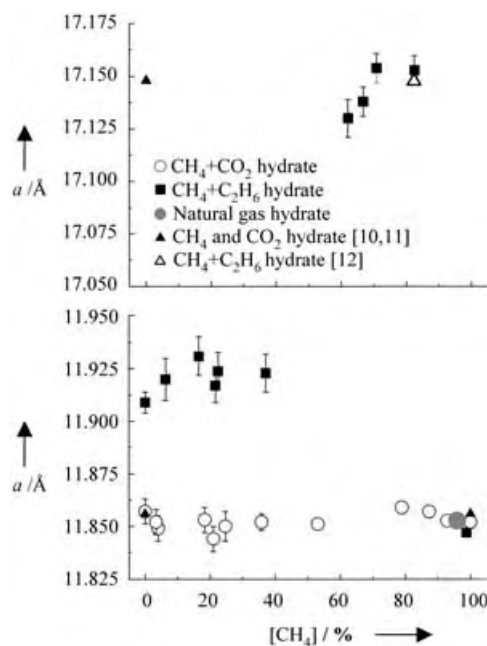 17.175
17.150
17.125
a /Å
17.100
17.075
17.050
CH₄+CO₂ hydrate
CH₄+C₂H₆ hydrate
Natural gas hydrate
CH₄ and CO₂ hydrate [10,11]
CH₄+C₂H₆ hydrate [12]
11.950
11.925
11.900
a /Å
11.875
11.850
11.825
0 20 40 60 80 100
[CH₄] / %